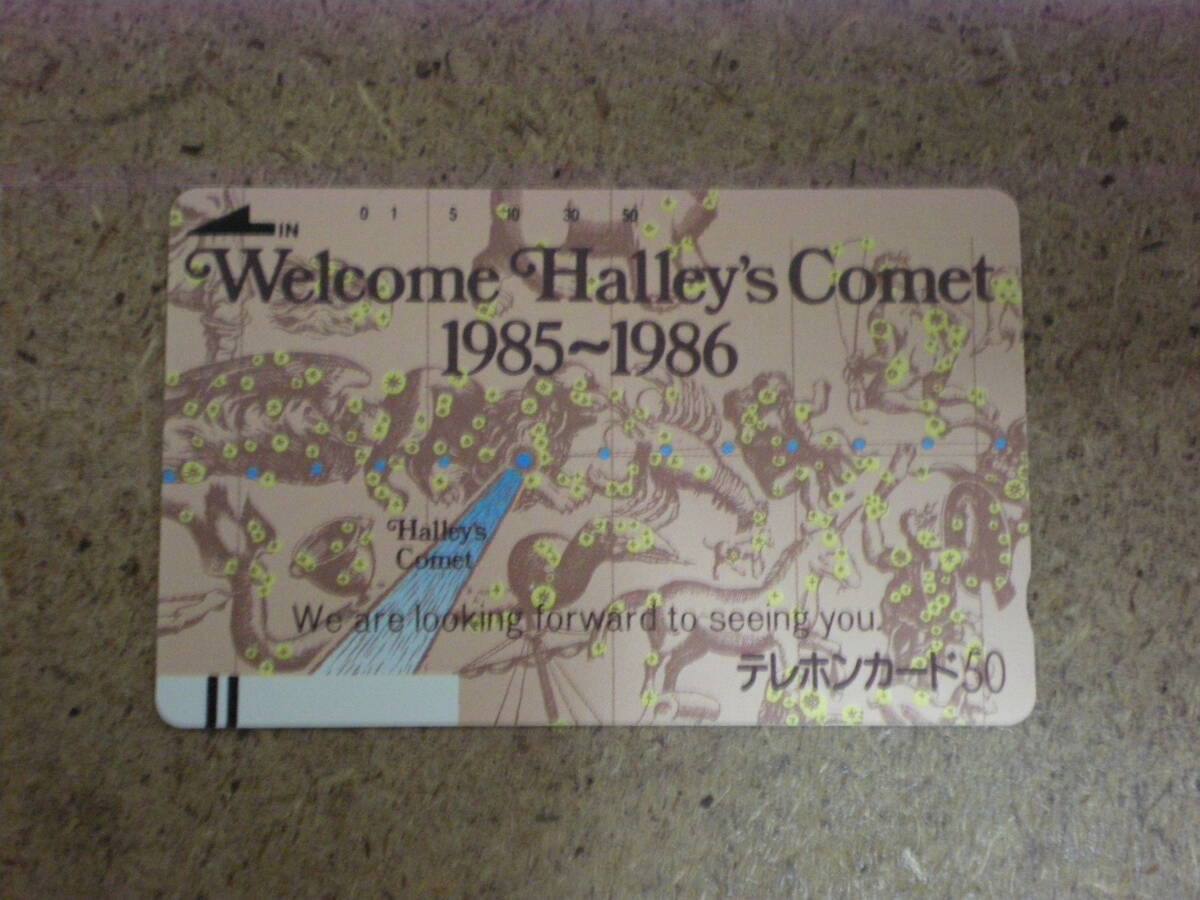 0 1 5 10 30 50
IN
Welcome Halley's Comet
1985~1986
Halley's
Comet
We are looking forward to seeing you.
テレホンカード50